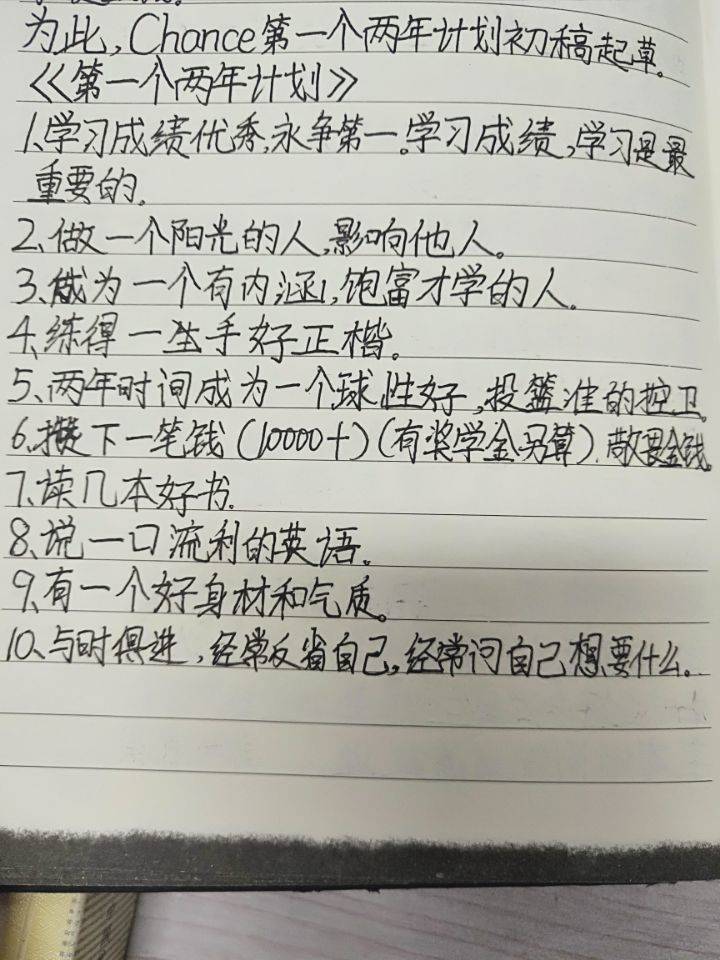 为此,Chance第一个两年计划初稿起草。
《第一个两年计划》
1、学习成绩优秀,永争第一。学习成绩,学习是最
重要的。
2、做一个阳光的人,影响他人。
3、成为一个有内涵,饱富才学的人。
4、练得一生手好正楷。
5、两年时间成为一个球性好,投篮准的控卫。
6、攒下一笔钱(10000+)(有奖学金另算).敬畏金钱。
7、读几本好书.
8、说一口流利的英语。
9、有一个好身材和气质。
10、与时俱进,经常反省自己,经常问自己想要什么。